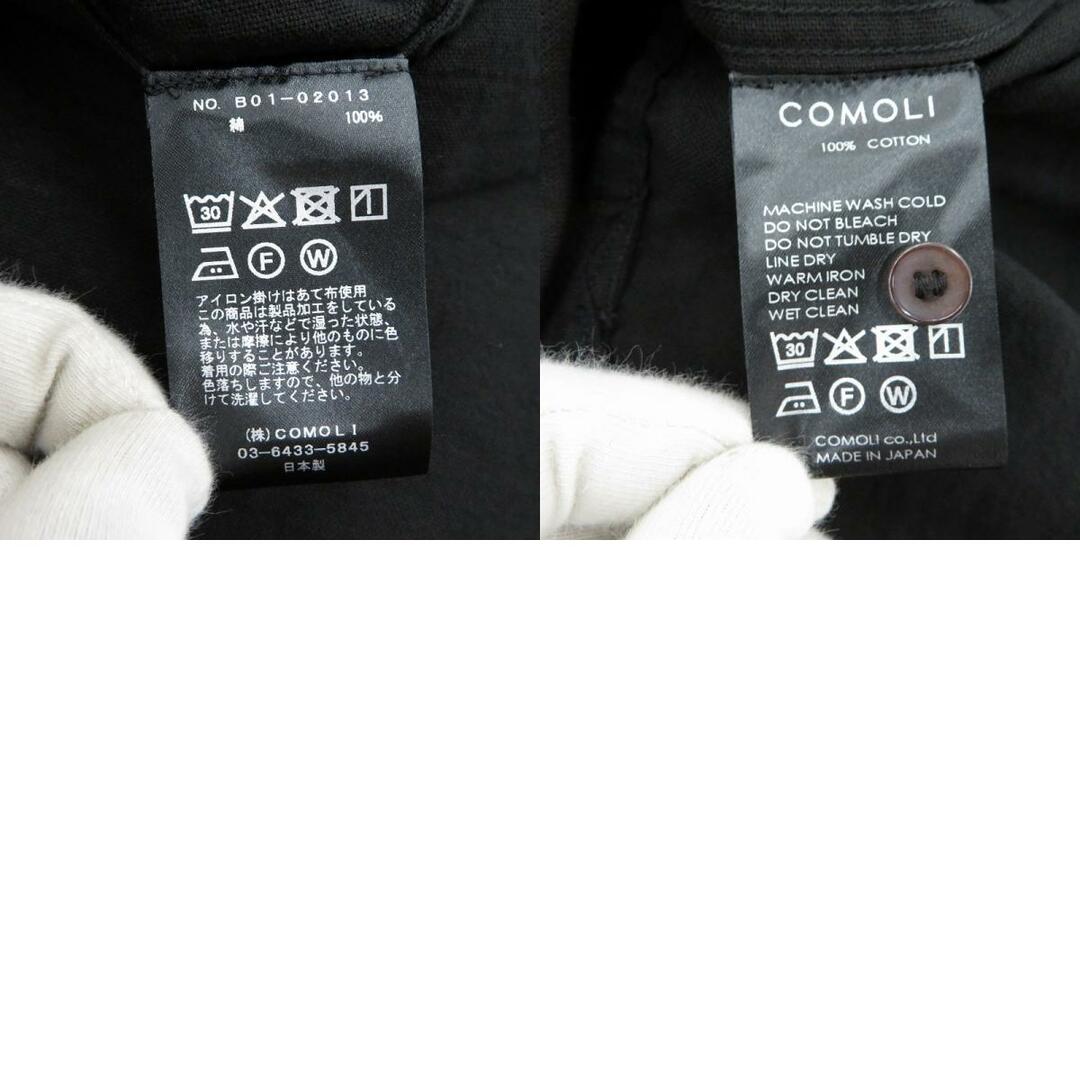 NO. B01-02013
綿 100%
30
F W
アイロン掛けはあて布使用
この商品は製品加工をしている
為、水や汗などで湿った状態、
または摩擦により他のものに色
移りすることがあります。
着用の際ご注意ください。
色落ちしますので、他の物と分
けて洗濯してください。
(株)COMOLI
03-6433-5845
日本製
COMOLI
100% COTTON
MACHINE WASH COLD
DO NOT BLEACH
DO NOT TUMBLE DRY
LINE DRY
WARM IRON
DRY CLEAN
WET CLEAN
30
F W
COMOLI co.,Ltd
MADE IN JAPAN